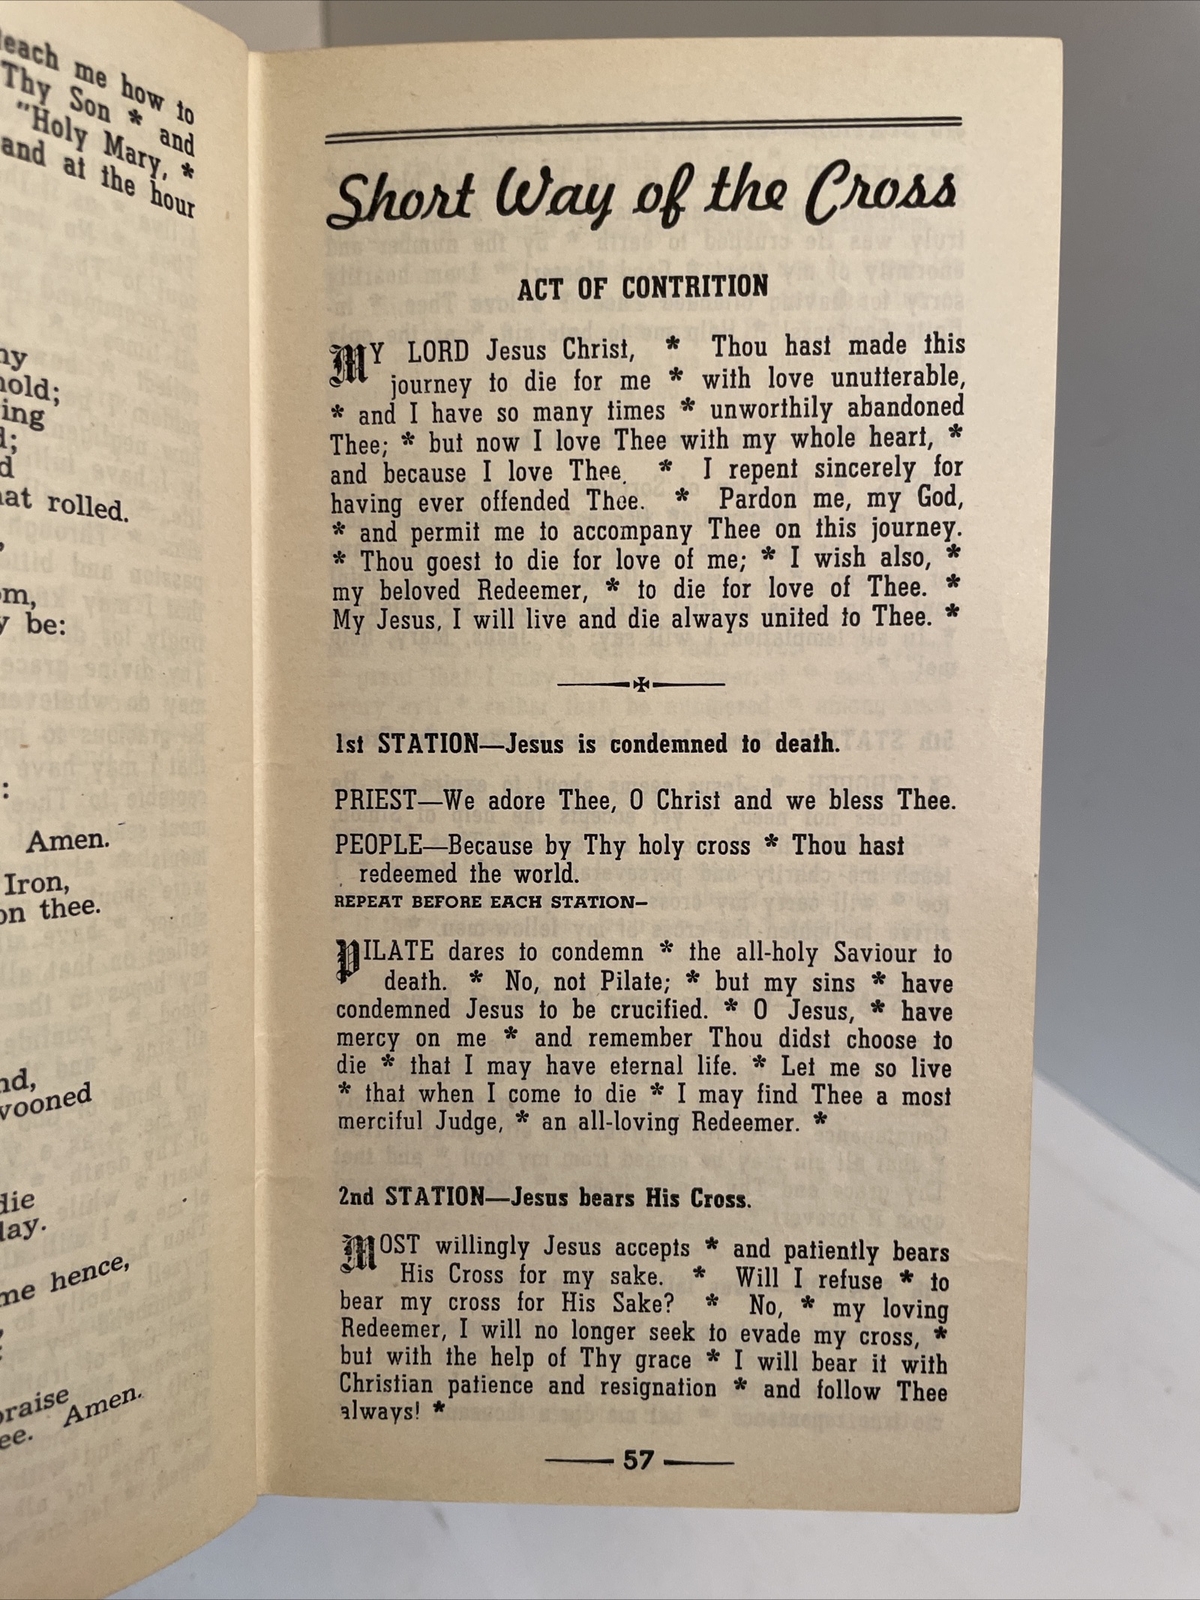 teach me how to
Thy Son * and
"Holy Mary, *
and at the hour
hold;
at rolled.
be:
Amen.
Iron,
on thee.
me hence,
praise
Amen.
Short Way of the Cross
ACT OF CONTRITION
MY LORD Jesus Christ, * Thou hast made this
journey to die for me * with love unutterable,
* and I have so many times * unworthily abandoned
Thee; * but now I love Thee with my whole heart, *
and because I love Thee, * I repent sincerely for
having ever offended Thee. * Pardon me, my God,
* and permit me to accompany Thee on this journey.
* Thou goest to die for love of me; * I wish also, *
my beloved Redeemer, * to die for love of Thee. *
My Jesus, I will live and die always united to Thee. *
1st STATION—Jesus is condemned to death.
PRIEST—We adore Thee, O Christ and we bless Thee.
PEOPLE—Because by Thy holy cross * Thou hast
redeemed the world.
REPEAT BEFORE EACH STATION—
PILATE dares to condemn * the all-holy Saviour to
death. * No, not Pilate; * but my sins * have
condemned Jesus to be crucified. * O Jesus, * have
mercy on me * and remember Thou didst choose to
die * that I may have eternal life. * Let me so live
* that when I come to die * I may find Thee a most
merciful Judge, * an all-loving Redeemer. *
2nd STATION—Jesus bears His Cross.
MOST willingly Jesus accepts * and patiently bears
His Cross for my sake. * Will I refuse * to
bear my cross for His Sake? * No, * my loving
Redeemer, I will no longer seek to evade my cross, *
but with the help of Thy grace * I will bear it with
Christian patience and resignation * and follow Thee
always! *
57